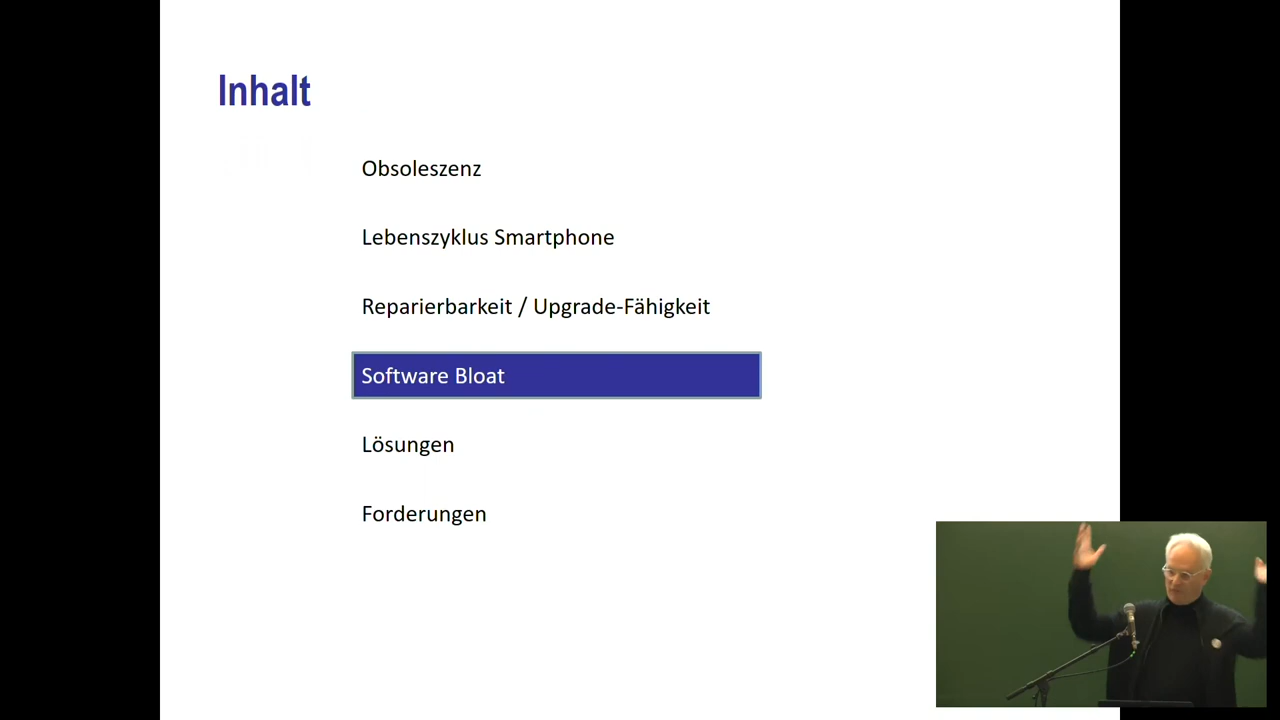 Inhalt
Obsoleszenz
Lebenszyklus Smartphone
Reparierbarkeit / Upgrade-Fähigkeit
Software Bloat
Lösungen
Forderungen